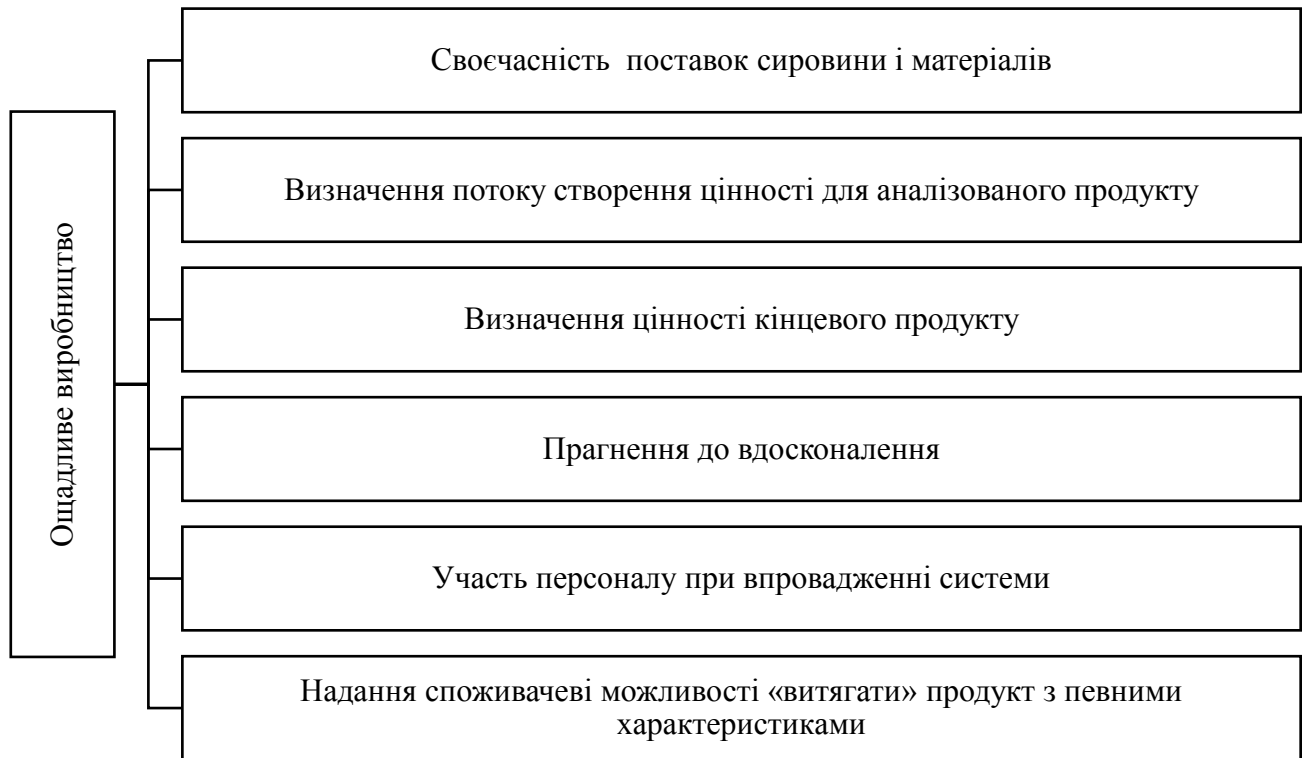 Ощадливе виробництво
Своєчасність поставок сировини і матеріалів
Визначення потоку створення цінності для аналізованого продукту
Визначення цінності кінцевого продукту
Прагнення до вдосконалення
Участь персоналу при впровадженні системи
Надання споживачеві можливості «витягати» продукт з певними
характеристиками